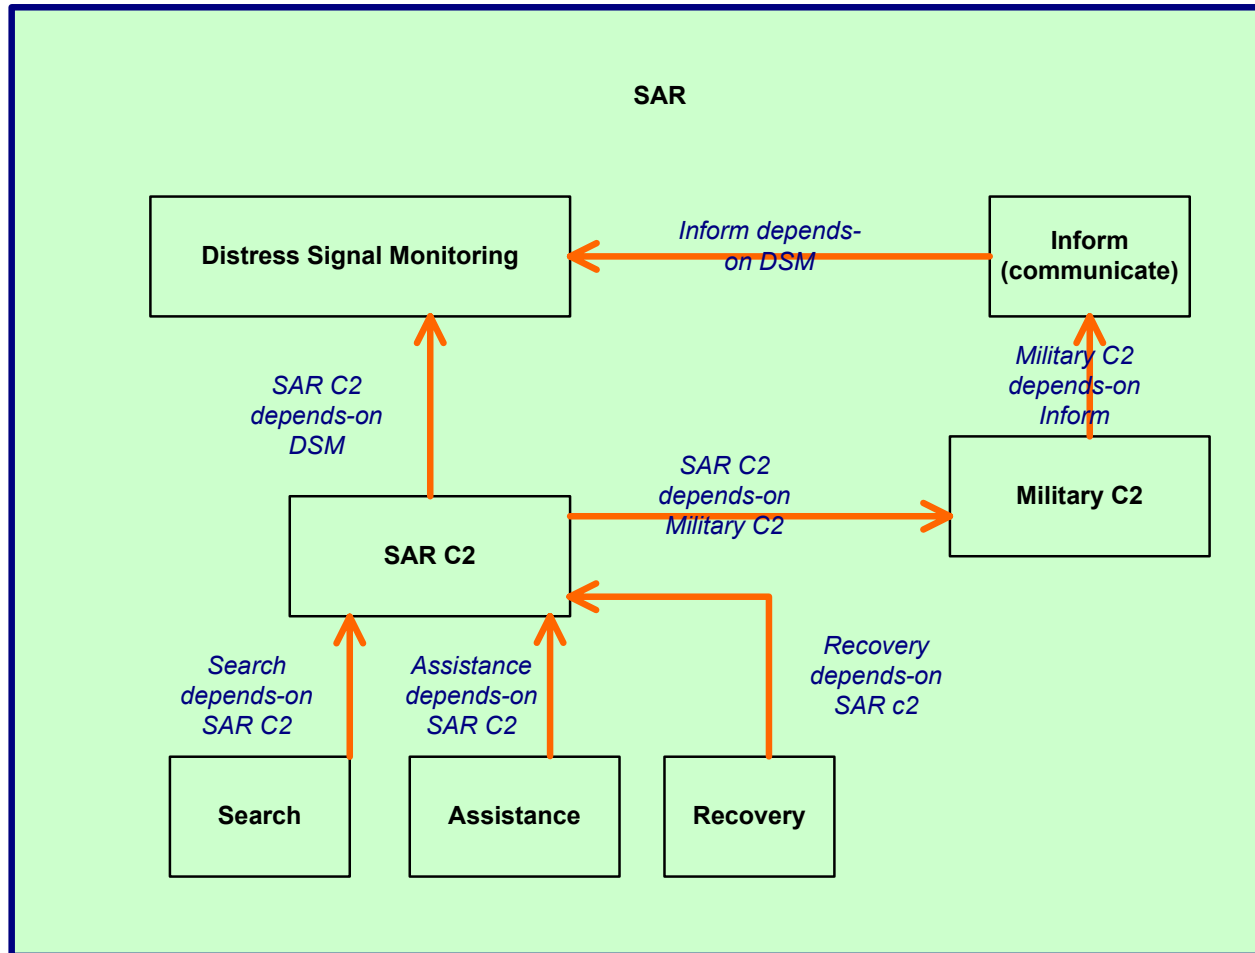 SAR
Distress Signal Monitoring
Inform depends-
on DSM
Inform
(communicate)
SAR C2
depends-on
DSM
Military C2
depends-on
Inform
SAR C2
depends-on
Military C2
Military C2
SAR C2
Search
depends-on
SAR C2
Assistance
depends-on
SAR C2
Recovery
depends-on
SAR c2
Search
Assistance
Recovery